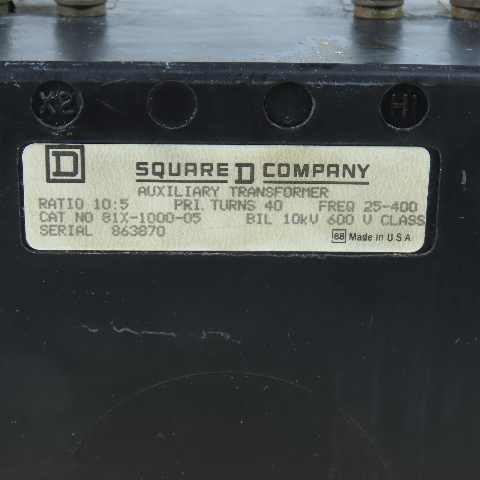 X2 H1
D SQUARE D COMPANY
AUXILIARY TRANSFORMER
RATIO 10:5 PRI. TURNS 40 FREQ 25-400
CAT NO 81X-1000-05 BIL 10kV 600 V CLASS
SERIAL 863870
88 Made in U.S.A